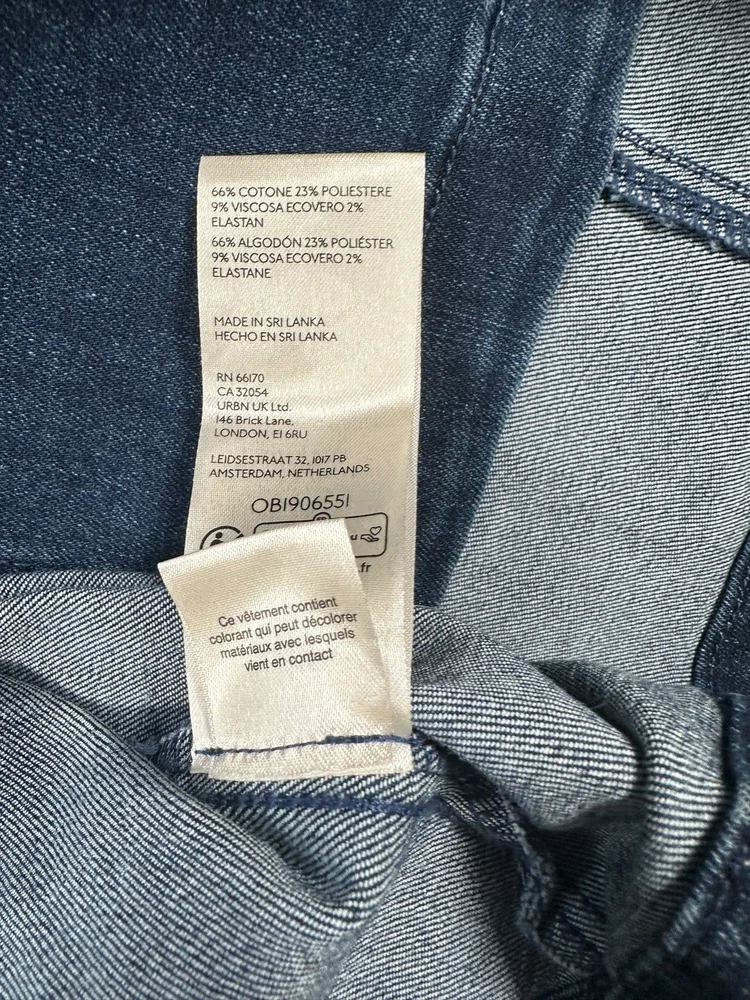 66% COTONE 23% POLIESTERE
9% VISCOSA ECOVERO 2%
ELASTAN
66% ALGODÓN 23% POLIÉSTER
9% VISCOSA ECOVERO 2%
ELASTANE
MADE IN SRI LANKA
HECHO EN SRI LANKA
RN 66170
CA 32054
URBN UK Ltd.
146 Brick Lane,
LONDON, E1 6RU
LEIDSESTRAAT 32, 1017 PB
AMSTERDAM, NETHERLANDS
OB1906551
.fr
Ce vêtement contient
colorant qui peut décolorer
matériaux avec lesquels
vient en contact